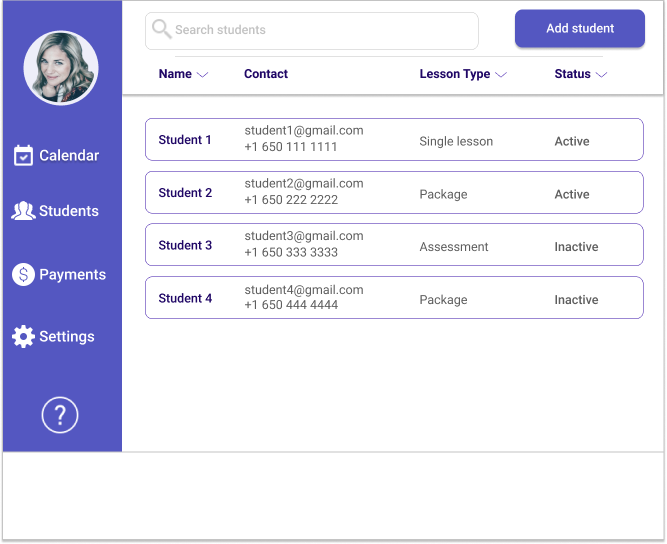 Search students
Add student
Name
Contact
Lesson Type
Status
Calendar
Students
Payments
Settings
?
Student 1
student1@gmail.com
+1 650 111 1111
Single lesson
Active
Student 2
student2@gmail.com
+1 650 222 2222
Package
Active
Student 3
student3@gmail.com
+1 650 333 3333
Assessment
Inactive
Student 4
student4@gmail.com
+1 650 444 4444
Package
Inactive